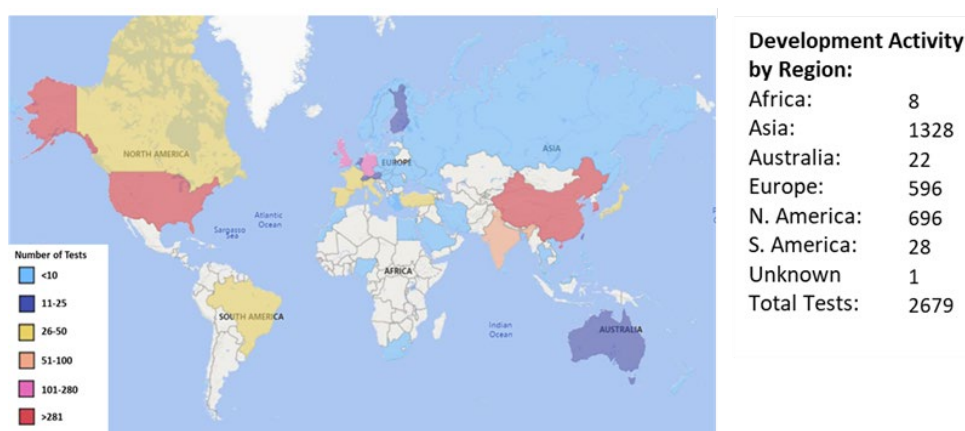 NORTH AMERICA
Atlantic
Ocean
Sargasso
Sea
EUROPE
ASIA
AFRICA
SOUTH AMERICA
Indian
Ocean
AUSTRALIA
Number of Tests
<10
11-25
26-50
51-100
101-280
>281
Development Activity
by Region:
Africa: 8
Asia: 1328
Australia: 22
Europe: 596
N. America: 696
S. America: 28
Unknown 1
Total Tests: 2679